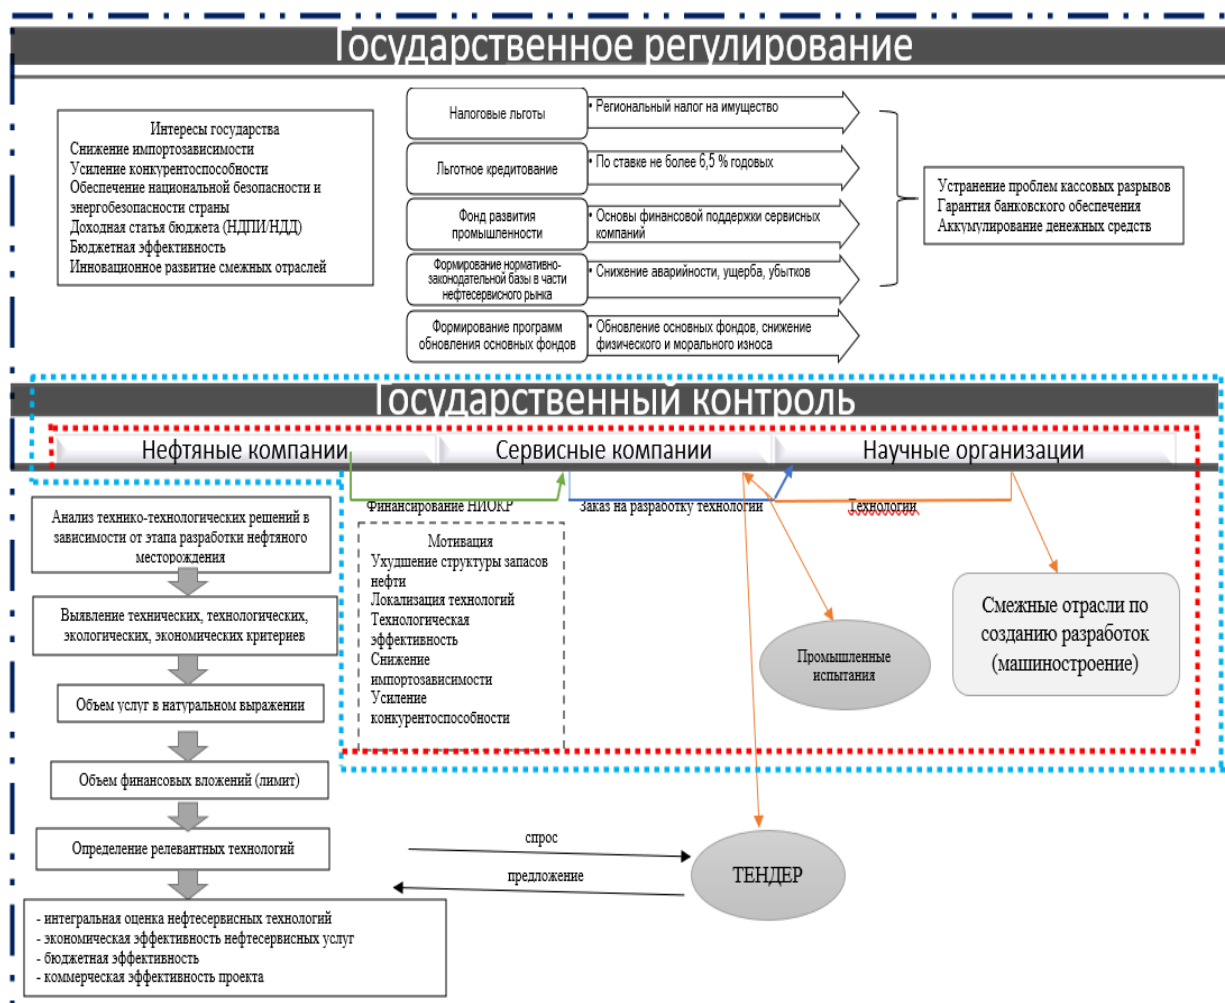 Государственное регулирование
Интересы государства
Снижение импортозависимости
Усиление конкурентоспособности
Обеспечение национальной безопасности и
энергобезопасности страны
Доходная статья бюджета (НДПИ/НДД)
Бюджетная эффективность
Инновационное развитие смежных отраслей
Налоговые льготы
• Региональный налог на имущество
Льготное кредитование
• По ставке не более 6,5 % годовых
Фонд развития
промышленности
• Основы финансовой поддержки сервисных
компаний
Формирование нормативно-
законодательной базы в части
нефтесервисного рынка
• Снижение аварийности, ущерба, убытков
Формирование программ
обновления основных фондов
• Обновление основных фондов, снижение
физического и морального износа
Устранение проблем кассовых разрывов
Гарантия банковского обеспечения
Аккумулирование денежных средств
Государственный контроль
Нефтяные компании
Сервисные компании
Научные организации
Финансирование НИОКР
Заказ на разработку технологии
Технологии
Анализ технико-технологических решений в
зависимости от этапа разработки нефтяного
месторождения
Выявление технических, технологических,
экологических, экономических критериев
Объем услуг в натуральном выражении
Объем финансовых вложений (лимит)
Определение релевантных технологий
- интегральная оценка нефтесервисных технологий
- экономическая эффективность нефтесервисных услуг
- бюджетная эффективность
- коммерческая эффективность проекта
Мотивация
Ухудшение структуры запасов
нефти
Локализация технологий
Технологическая
эффективность
Снижение
импортозависимости
Усиление
конкурентоспособности
Промышленные
испытания
Смежные отрасли по
созданию разработок
(машиностроение)
спрос
предложение
ТЕНДЕР